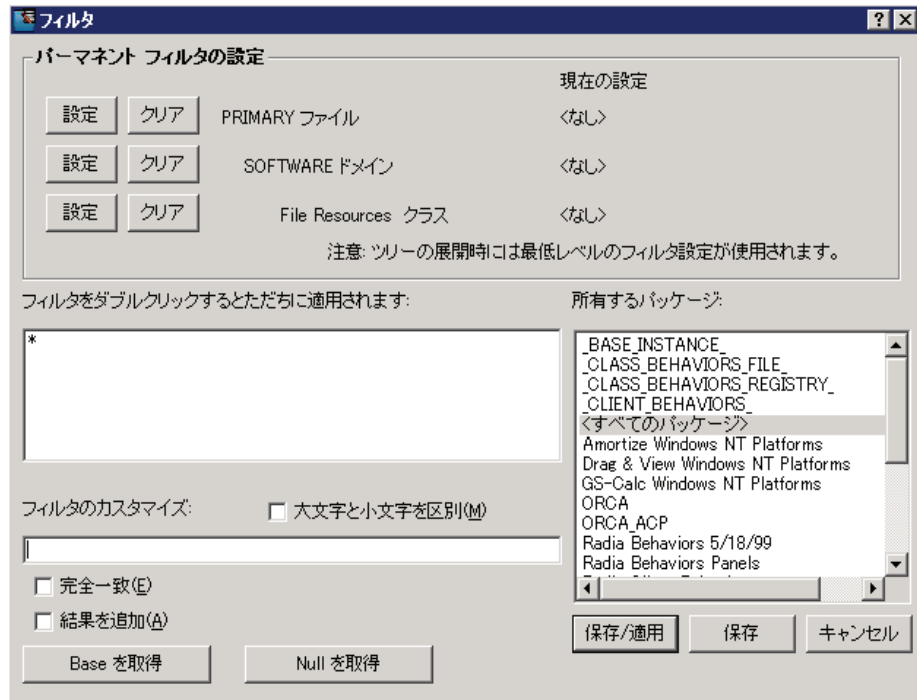 フィルタ
パーマネント フィルタの設定
現在の設定
設定 クリア PRIMARY ファイル <なし>
設定 クリア SOFTWARE ドメイン <なし>
設定 クリア File Resources クラス <なし>
注意: ツリーの展開時には最低レベルのフィルタ設定が使用されます。
フィルタをダブルクリックするとただちに適用されます:
*
フィルタのカスタマイズ:
大文字と小文字を区別(M)
完全一致(E)
結果を追加(A)
Base を取得 Null を取得
所有するパッケージ:
_BASE_INSTANCE_
_CLASS_BEHAVIORS_FILE_
_CLASS_BEHAVIORS_REGISTRY_
_CLIENT_BEHAVIORS_
<すべてのパッケージ>
Amortize Windows NT Platforms
Drag & View Windows NT Platforms
GS-Calc Windows NT Platforms
ORCA
ORCA_ACP
Radia Behaviors 5/18/99
Radia Behaviors Panels
保存/適用 保存 キャンセル